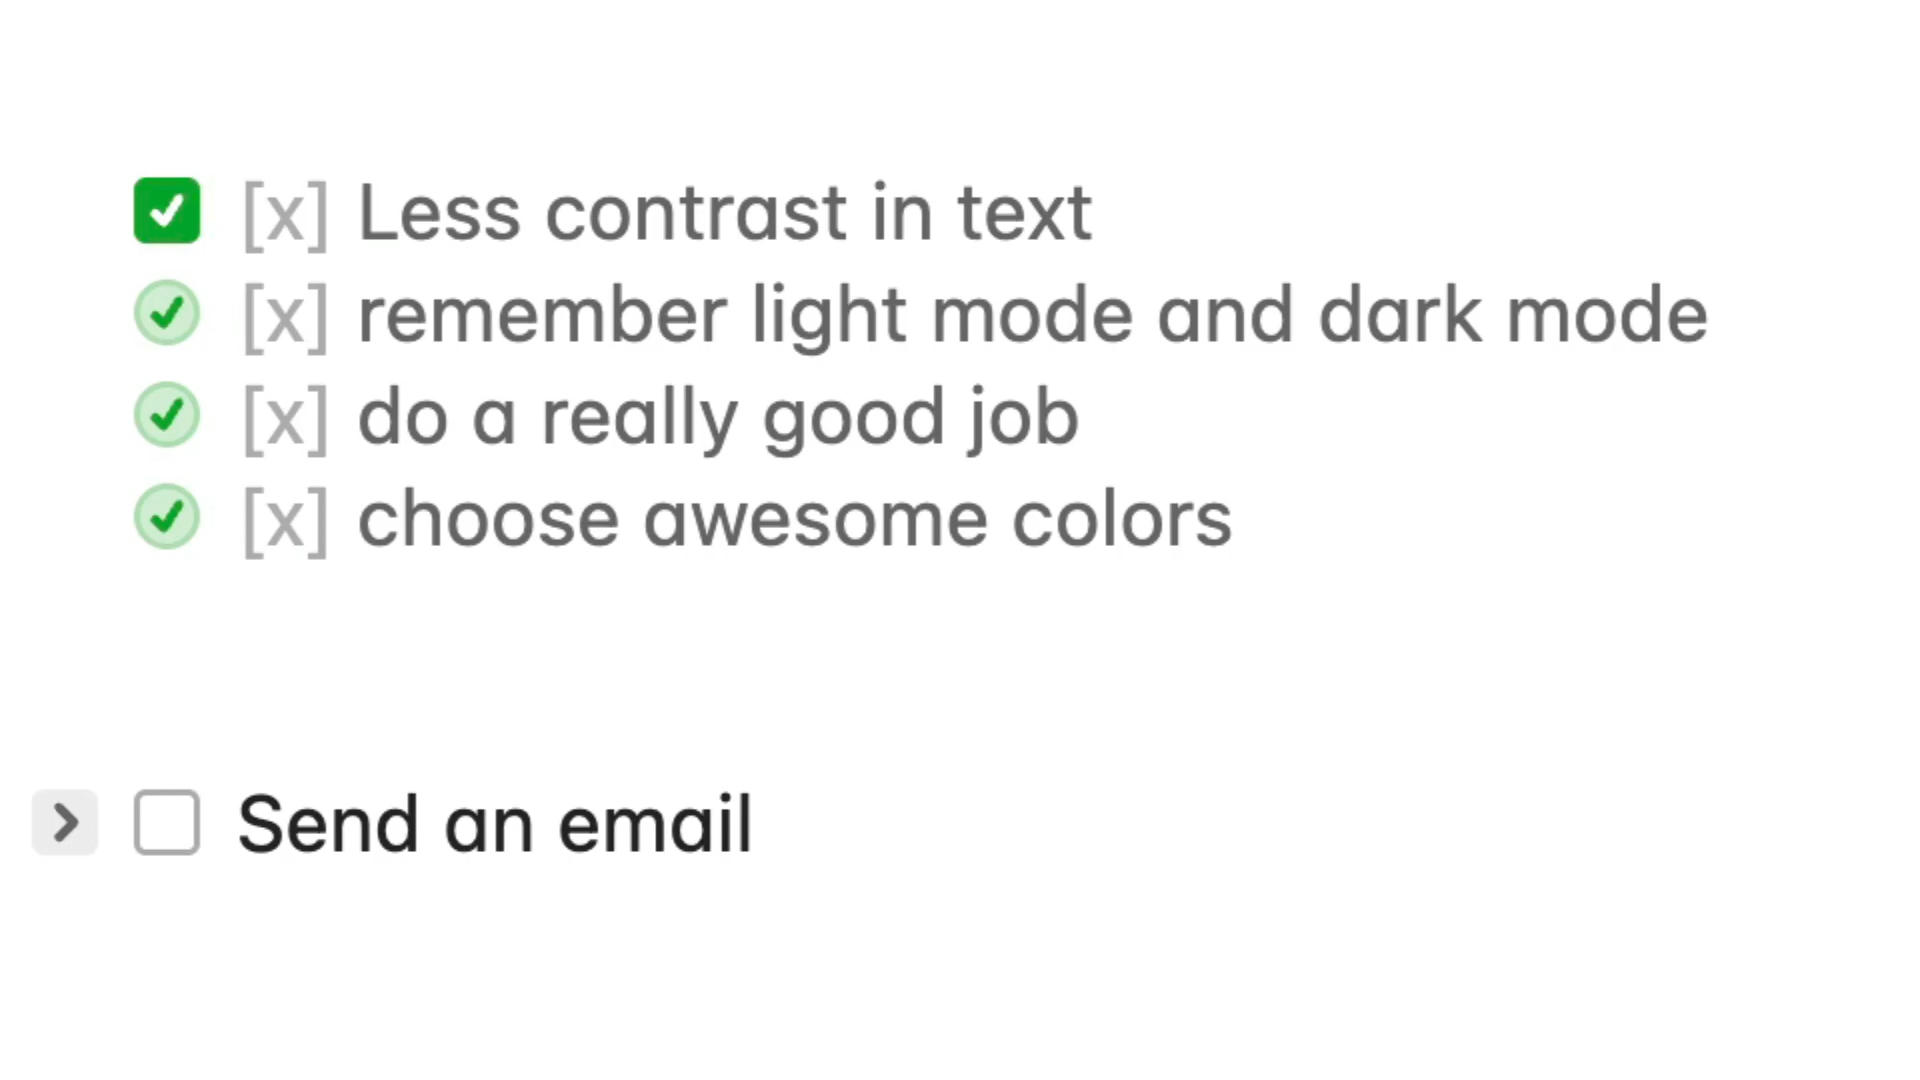 [x] Less contrast in text
[x] remember light mode and dark mode
[x] do a really good job
[x] choose awesome colors
Send an email